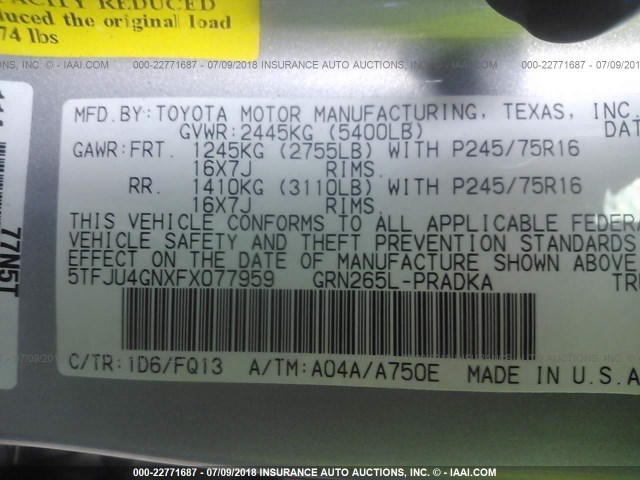 PACITY REDUCED
duced the original load
74 lbs
000-22771687 - 07/09/2018 INSURANCE AUTO AUCTIONS, INC. - © IAAI.COM
MFD.BY:TOYOTA MOTOR MANUFACTURING, TEXAS, INC.
GVWR:2445KG (5400LB) DAT
GAWR:FRT. 1245KG (2755LB) WITH P245/75R16
16X7J RIMS.
RR. 1410KG (3110LB) WITH P245/75R16
16X7J RIMS.
THIS VEHICLE CONFORMS TO ALL APPLICABLE FEDERA
VEHICLE SAFETY AND THEFT PREVENTION STANDARDS
EFFECT ON THE DATE OF MANUFACTURE SHOWN ABOVE
5TFJU4GNXFX077959 GRN265L-PRADKA TRU
C/TR:1D6/FQ13 A/TM:A04A/A750E MADE IN U.S.A
77N5T
000-22771687 - 07/09/2018 INSURANCE AUTO AUCTIONS, INC. - © IAAI.COM